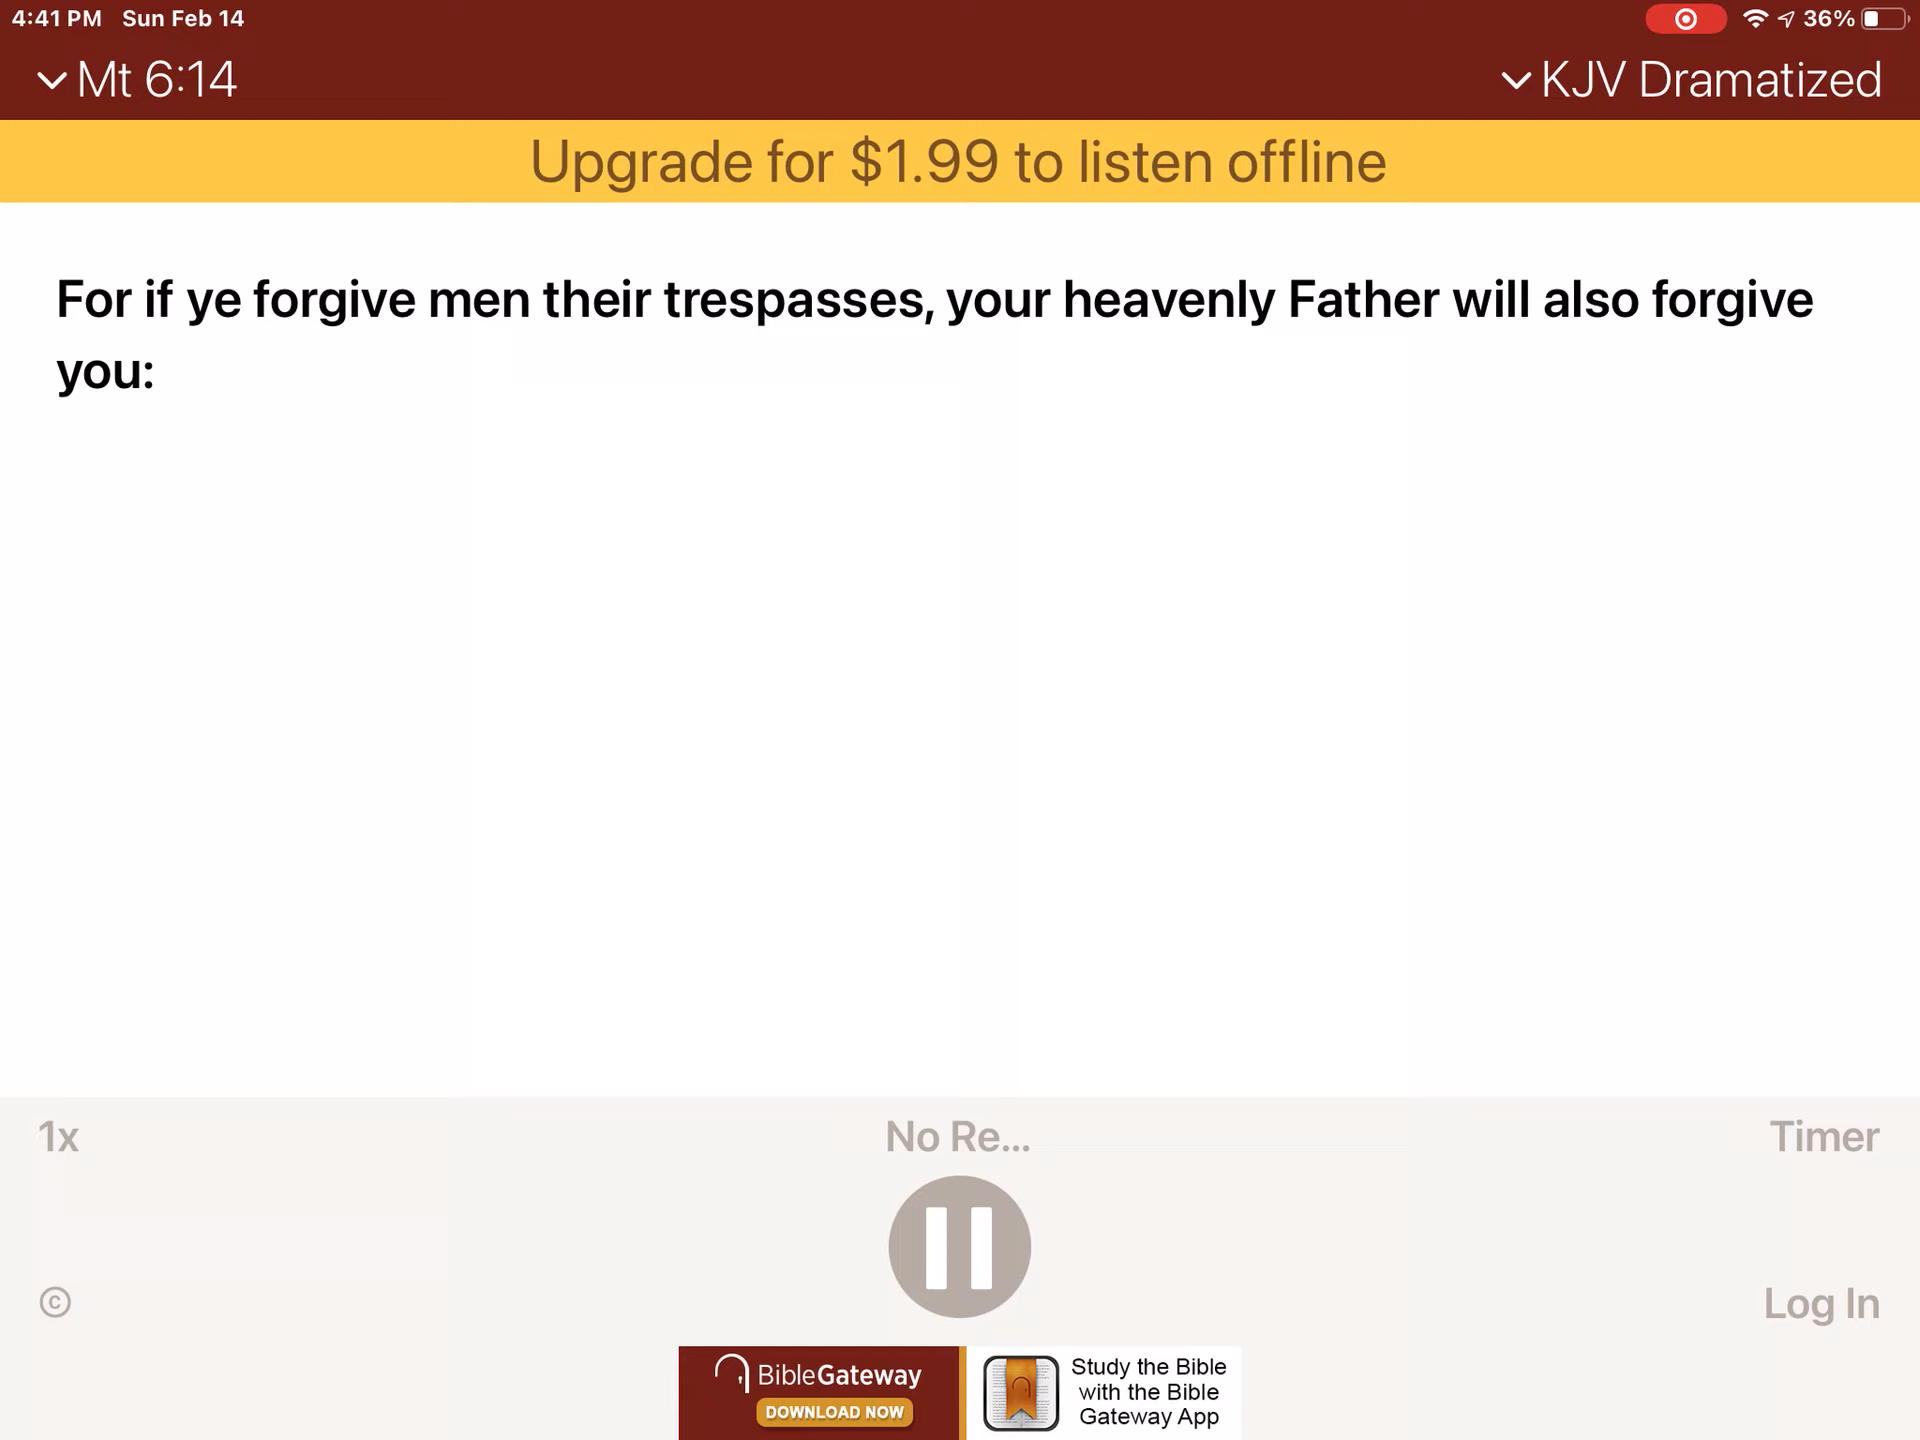 4:41 PM Sun Feb 14 36%
Mt 6:14 KJV Dramatized
Upgrade for $1.99 to listen offline
For if ye forgive men their trespasses, your heavenly Father will also forgive
you:
1x No Re... Timer
© Log In
BibleGateway
DOWNLOAD NOW
Study the Bible
with the Bible
Gateway App